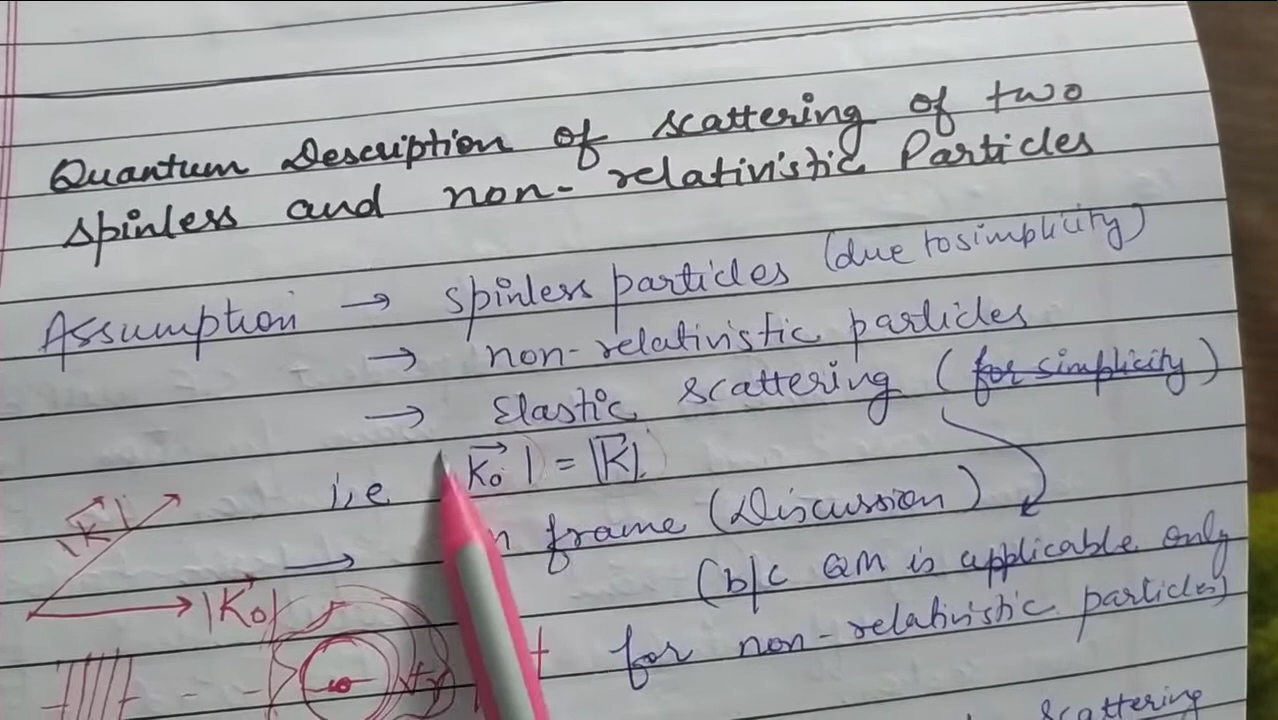 Quantum Description of scattering of two
spinless and non-relativistic Particles
Assumption → spinless particles (due to simplicity)
→ non-relativistic particles
→ Elastic scattering (for simplicity)
i.e |K₀| = |K|
frame (Discussion)
(b/c QM is applicable only
for non-relativistic particles)
|K|
|K₀|
scattering